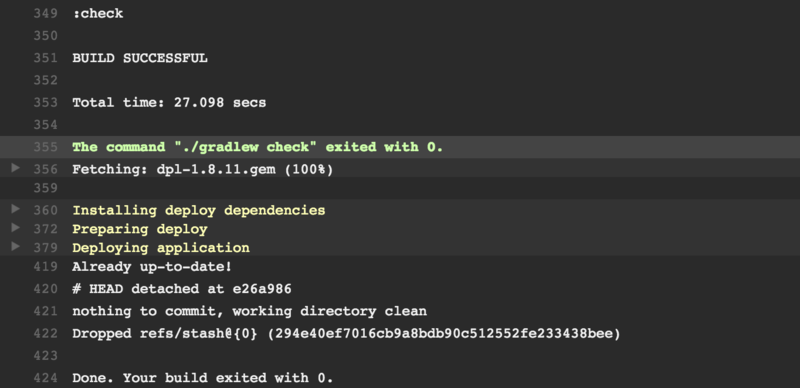 349 :check
350
351 BUILD SUCCESSFUL
352
353 Total time: 27.098 secs
354
355 The command "./gradlew check" exited with 0.
356 Fetching: dpl-1.8.11.gem (100%)
359
360 Installing deploy dependencies
372 Preparing deploy
379 Deploying application
419 Already up-to-date!
420 # HEAD detached at e26a986
421 nothing to commit, working directory clean
422 Dropped refs/stash@{0} (294e40ef7016cb9a8bdb90c512552fe233438bee)
423
424 Done. Your build exited with 0.